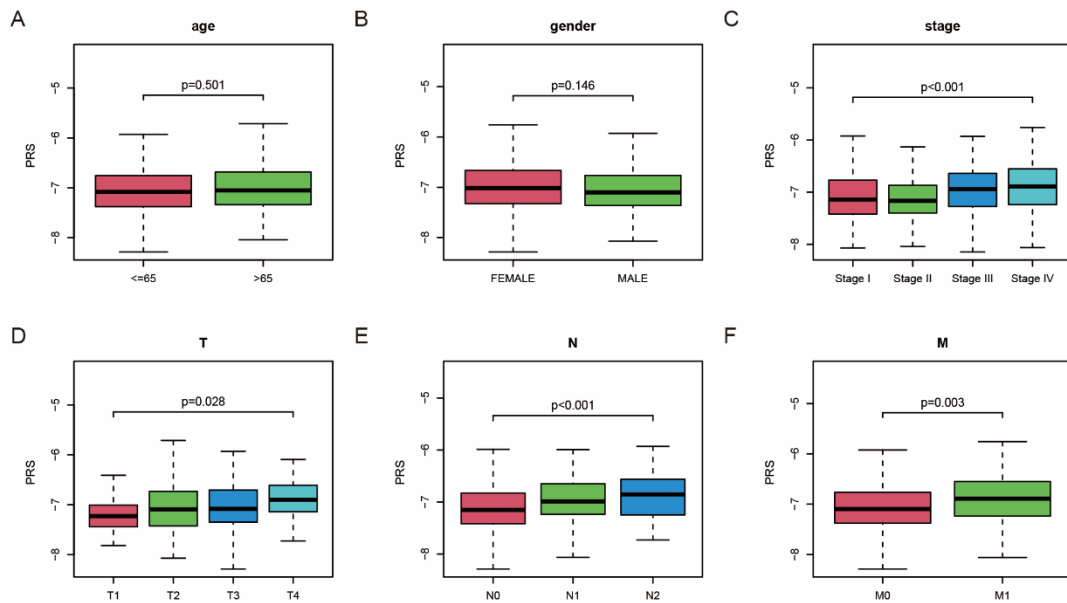 A
age
PRS
-5
-6
-7
-8
p=0.501
<=65
>65
B
gender
PRS
-5
-6
-7
-8
p=0.146
FEMALE
MALE
C
stage
PRS
-5
-6
-7
-8
p<0.001
Stage I
Stage II
Stage III
Stage IV
D
T
PRS
-5
-6
-7
-8
p=0.028
T1
T2
T3
T4
E
N
PRS
-5
-6
-7
-8
p<0.001
N0
N1
N2
F
M
PRS
-5
-6
-7
-8
p=0.003
M0
M1